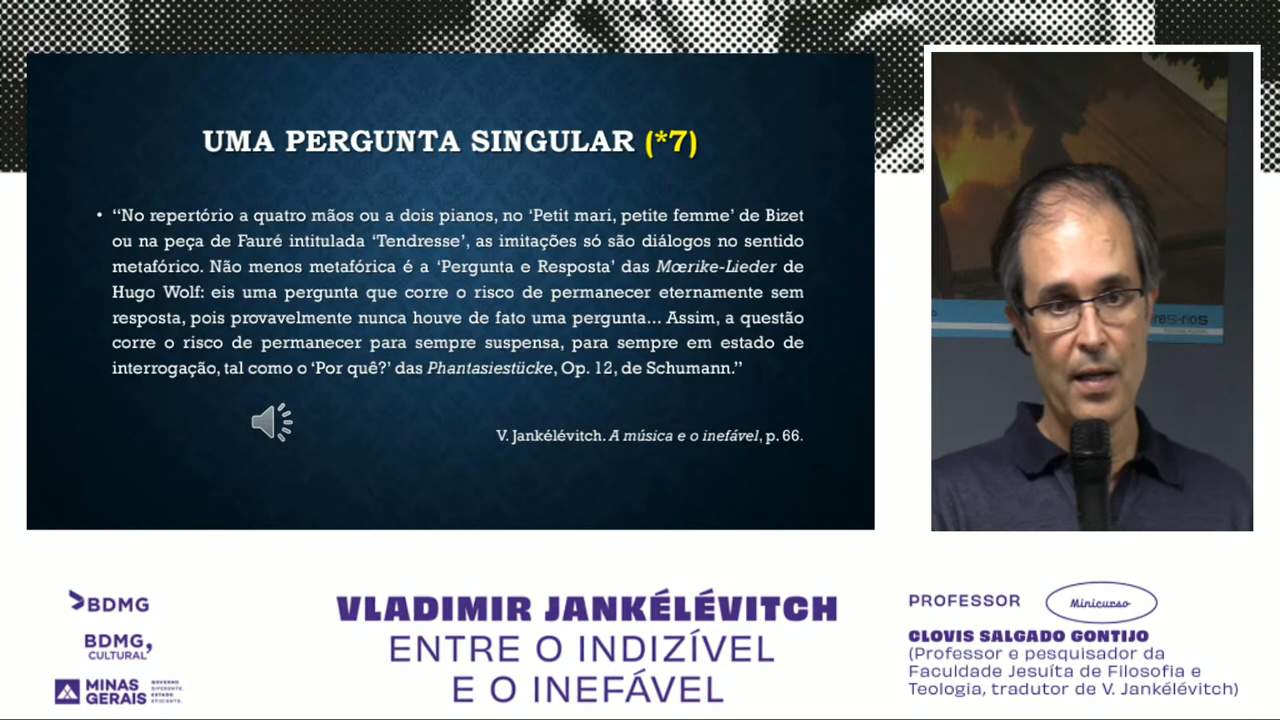 UMA PERGUNTA SINGULAR (*7)
• “No repertório a quatro mãos ou a dois pianos, no ‘Petit mari, petite femme’ de Bizet
ou na peça de Fauré intitulada ‘Tendresse’, as imitações só são diálogos no sentido
metafórico. Não menos metafórica é a ‘Pergunta e Resposta’ das Mœrike-Lieder de
Hugo Wolf: eis uma pergunta que corre o risco de permanecer eternamente sem
resposta, pois provavelmente nunca houve de fato uma pergunta... Assim, a questão
corre o risco de permanecer para sempre suspensa, para sempre em estado de
interrogação, tal como o ‘Por quê?’ das Phantasiestücke, Op. 12, de Schumann.”
V. Jankélévitch. A música e o inefável, p. 66.
BDMG
BDMG,
CULTURAL
MINAS
GERAIS
GOVERNO
DIFERENTE.
ESTADO
EFICIENTE.
VLADIMIR JANKÉLÉVITCH
ENTRE O INDIZÍVEL
E O INEFÁVEL
PROFESSOR
Minicurso
CLOVIS SALGADO GONTIJO
(Professor e pesquisador da
Faculdade Jesuíta de Filosofia e
Teologia, tradutor de V. Jankélévitch)